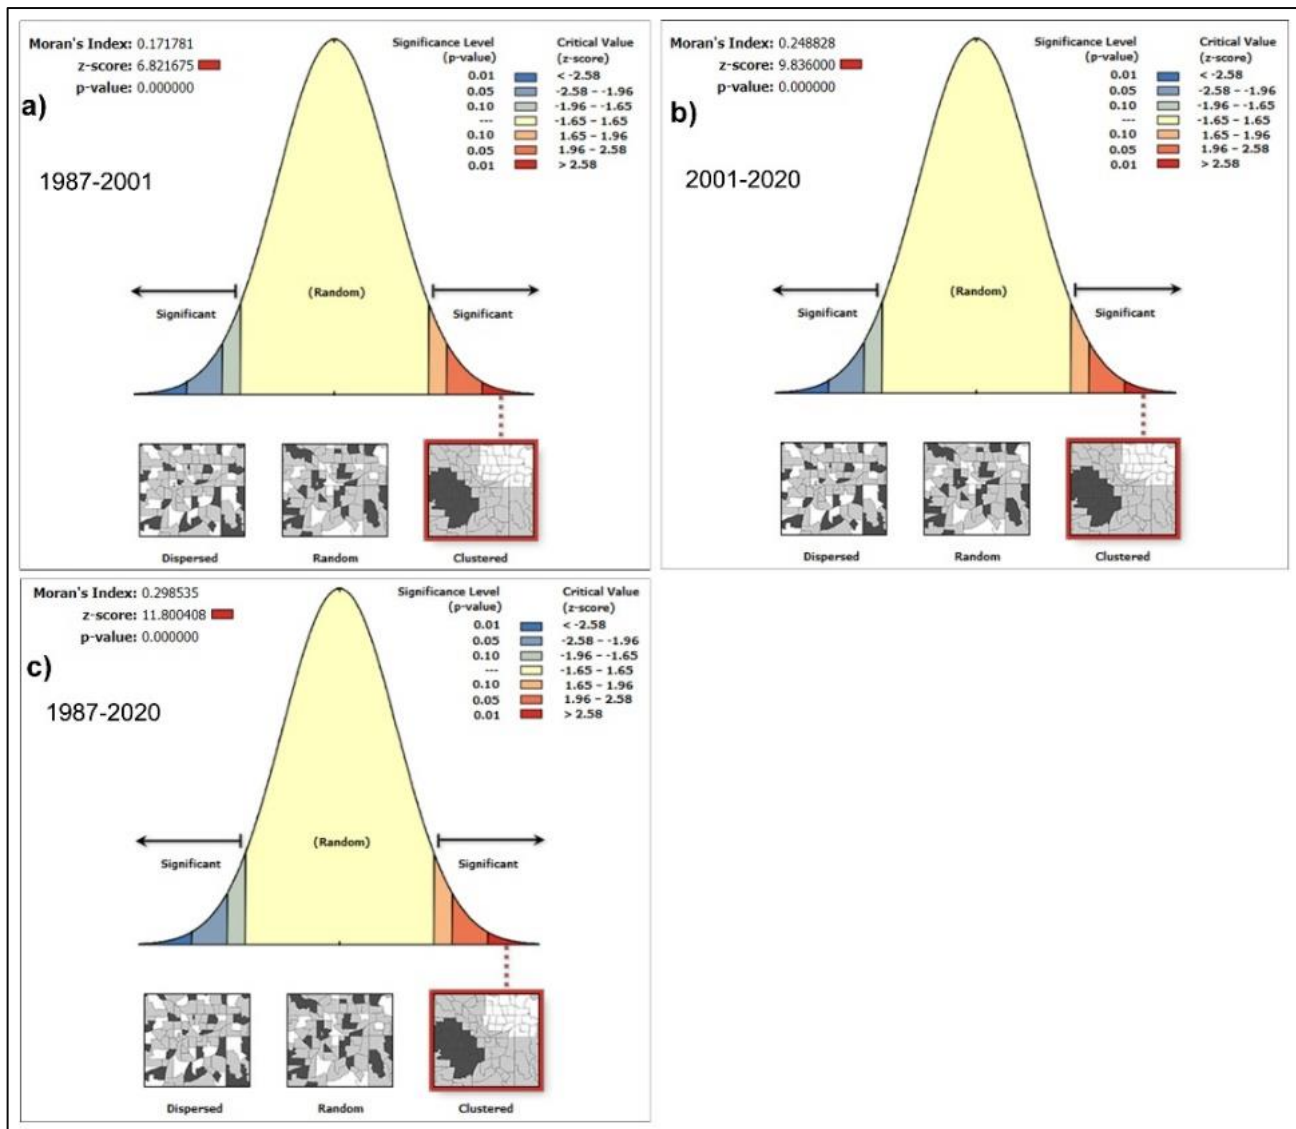 Moran's Index: 0.171781
z-score: 6.821675
p-value: 0.000000
a)
1987-2001
Significance Level Critical Value
(p-value) (z-score)
0.01 < -2.58
0.05 -2.58 - -1.96
0.10 -1.96 - -1.65
--- -1.65 - 1.65
0.10 1.65 - 1.96
0.05 1.96 - 2.58
0.01 > 2.58
(Random)
Significant Significant
Dispersed Random Clustered
Moran's Index: 0.248828
z-score: 9.836000
p-value: 0.000000
b)
2001-2020
Significance Level Critical Value
(p-value) (z-score)
0.01 < -2.58
0.05 -2.58 - -1.96
0.10 -1.96 - -1.65
--- -1.65 - 1.65
0.10 1.65 - 1.96
0.05 1.96 - 2.58
0.01 > 2.58
(Random)
Significant Significant
Dispersed Random Clustered
Moran's Index: 0.298535
z-score: 11.800408
p-value: 0.000000
c)
1987-2020
Significance Level Critical Value
(p-value) (z-score)
0.01 < -2.58
0.05 -2.58 - -1.96
0.10 -1.96 - -1.65
--- -1.65 - 1.65
0.10 1.65 - 1.96
0.05 1.96 - 2.58
0.01 > 2.58
(Random)
Significant Significant
Dispersed Random Clustered